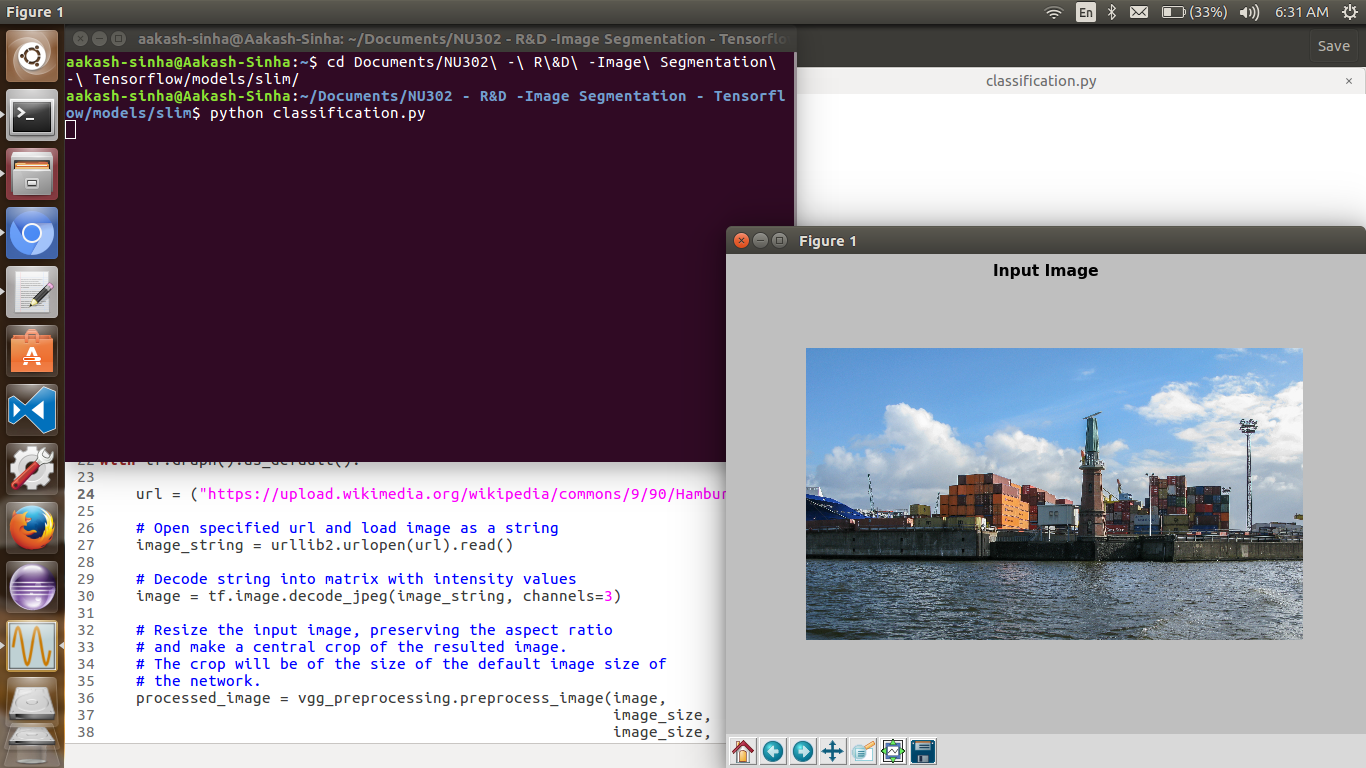 Figure 1
En
(33%)
6:31 AM
aakash-sinha@Aakash-Sinha: ~/Documents/NU302 - R&D -Image Segmentation - Tensorflo
Save
classification.py
×
aakash-sinha@Aakash-Sinha:~$ cd Documents/NU302\ -\ R\&D\ -Image\ Segmentation\
-\ Tensorflow/models/slim/
aakash-sinha@Aakash-Sinha:~/Documents/NU302 - R&D -Image Segmentation - Tensorfl
ow/models/slim$ python classification.py
Figure 1
Input Image
22 with tf.Graph().as_default():
23
24 url = ("https://upload.wikimedia.org/wikipedia/commons/9/90/Hambur
25
26 # Open specified url and load image as a string
27 image_string = urllib2.urlopen(url).read()
28
29 # Decode string into matrix with intensity values
30 image = tf.image.decode_jpeg(image_string, channels=3)
31
32 # Resize the input image, preserving the aspect ratio
33 # and make a central crop of the resulted image.
34 # The crop will be of the size of the default image size of
35 # the network.
36 processed_image = vgg_preprocessing.preprocess_image(image,
37 image_size,
38 image_size,